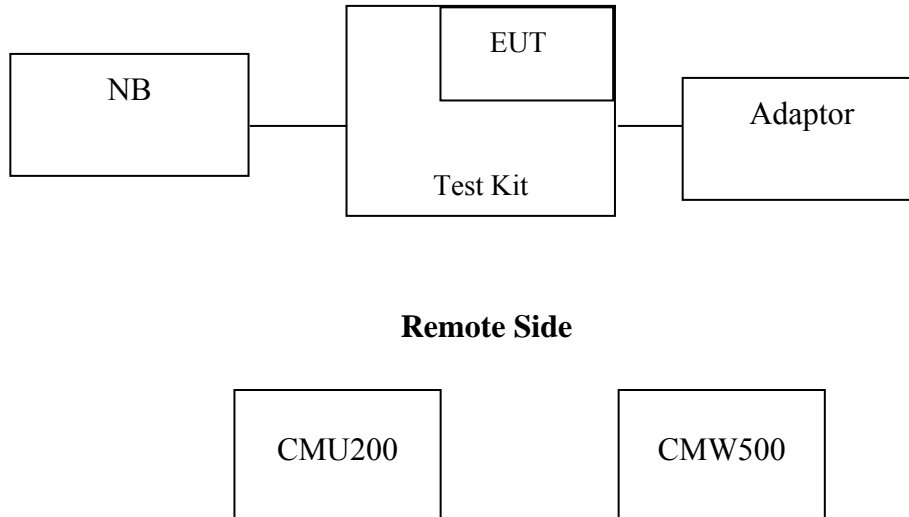 EUT
NB
Adaptor
Test Kit
Remote Side
CMU200
CMW500